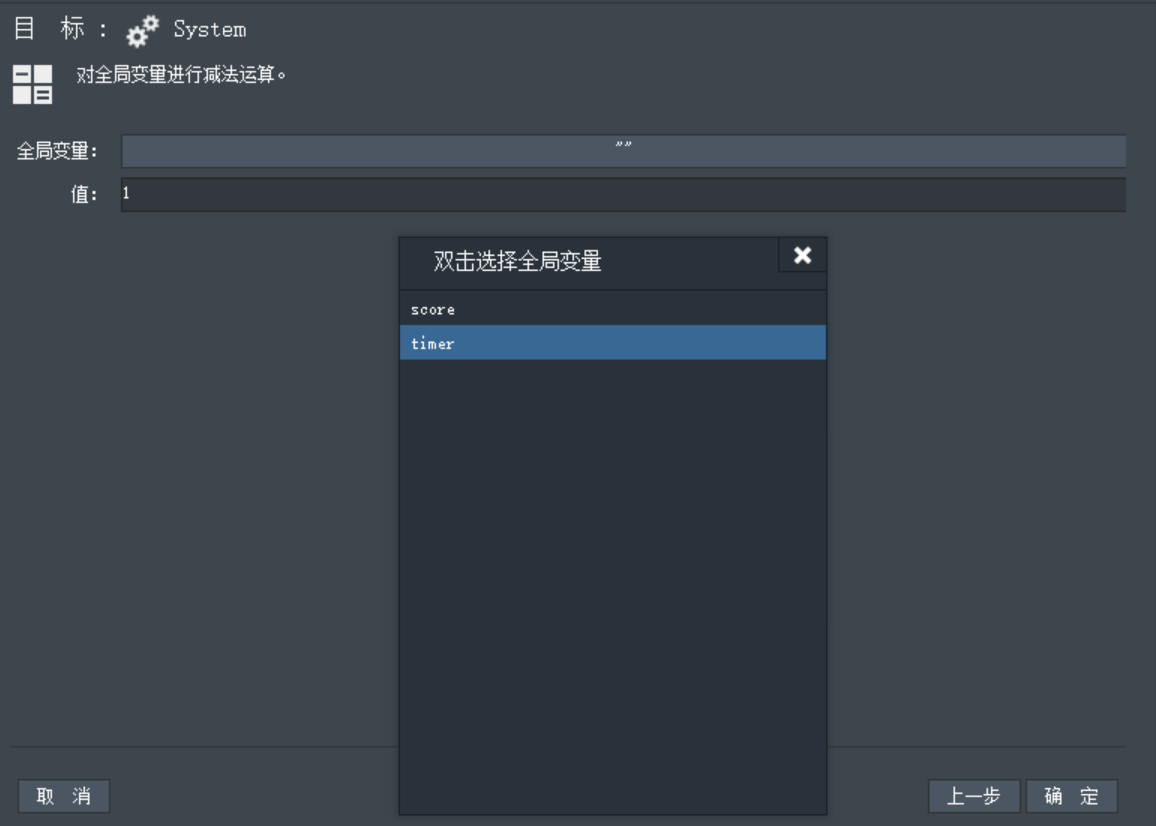 目 标： System
对全局变量进行减法运算。
全局变量： ""
值： 1
双击选择全局变量
score
timer
取 消
上一步 确 定